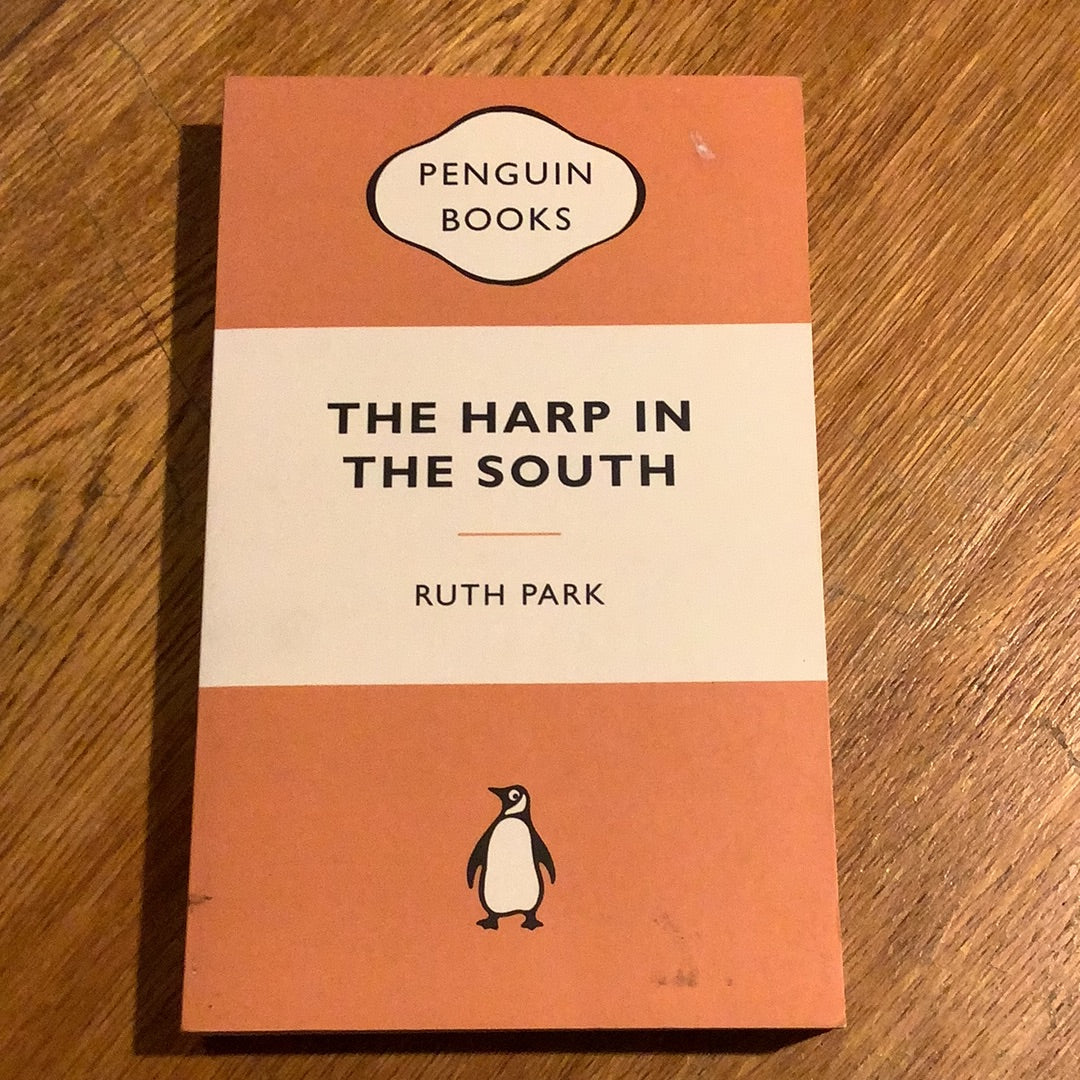 PENGUIN
BOOKS
THE HARP IN
THE SOUTH
RUTH PARK